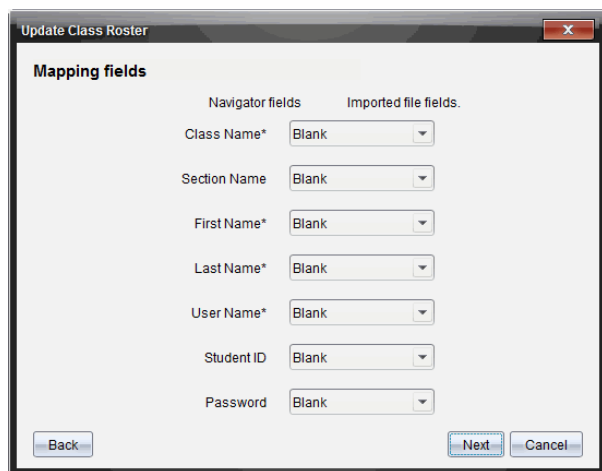 Update Class Roster
x
Mapping fields
Navigator fields Imported file fields.
Class Name* Blank
Section Name Blank
First Name* Blank
Last Name* Blank
User Name* Blank
Student ID Blank
Password Blank
Back Next Cancel